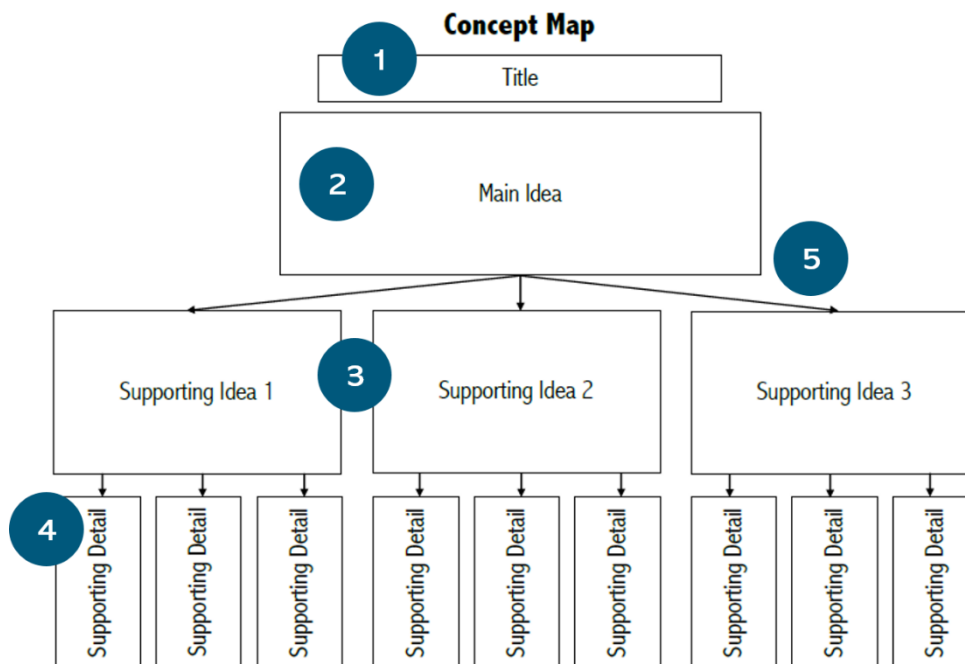 Concept Map
1
Title
2
Main Idea
5
Supporting Idea 1
3
Supporting Idea 2
Supporting Idea 3
4
Supporting Detail
Supporting Detail
Supporting Detail
Supporting Detail
Supporting Detail
Supporting Detail
Supporting Detail
Supporting Detail
Supporting Detail